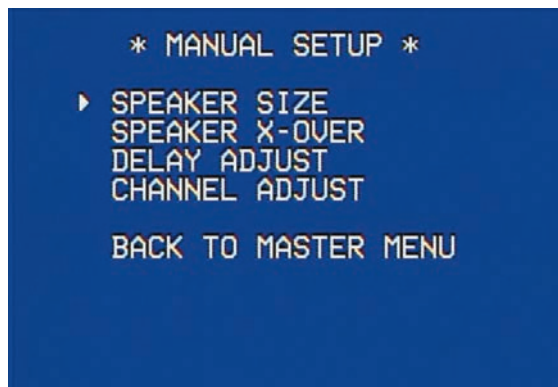 * MANUAL SETUP *
SPEAKER SIZE
SPEAKER X-OVER
DELAY ADJUST
CHANNEL ADJUST
BACK TO MASTER MENU